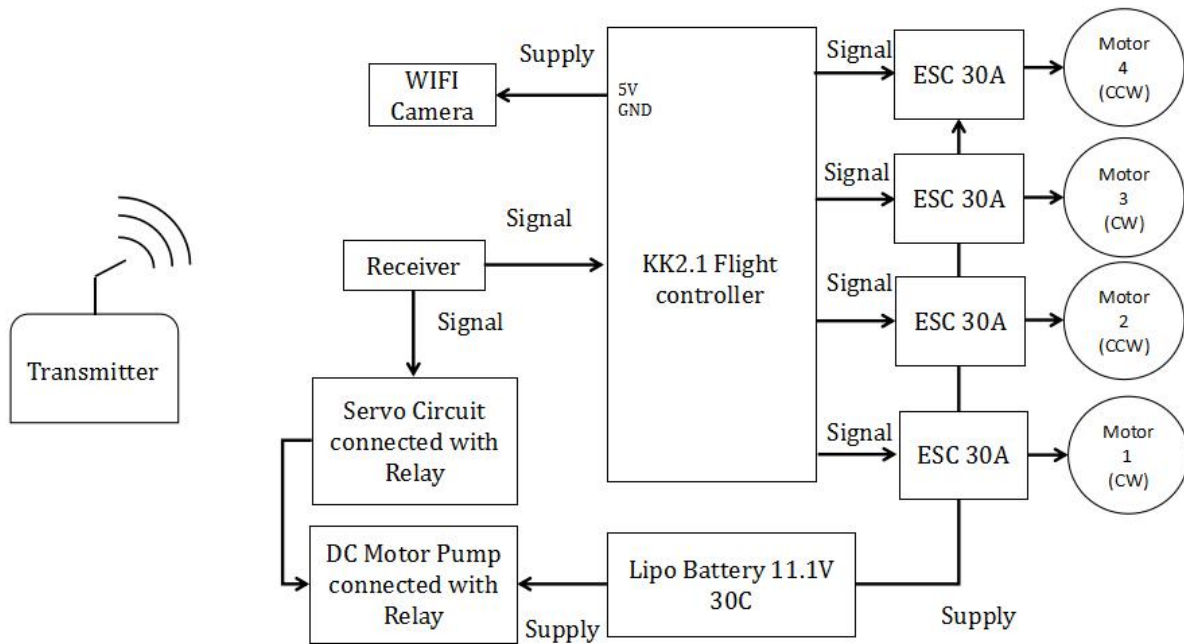 Supply
WIFI
Camera
5V
GND
Signal
ESC 30A
Motor
4
(CCW)
Signal
ESC 30A
Motor
3
(CW)
Signal
Receiver
KK2.1 Flight
controller
Signal
ESC 30A
Motor
2
(CCW)
Signal
Transmitter
Servo Circuit
connected with
Relay
Signal
ESC 30A
Motor
1
(CW)
DC Motor Pump
connected with
Relay
Supply
Lipo Battery 11.1V
30C
Supply